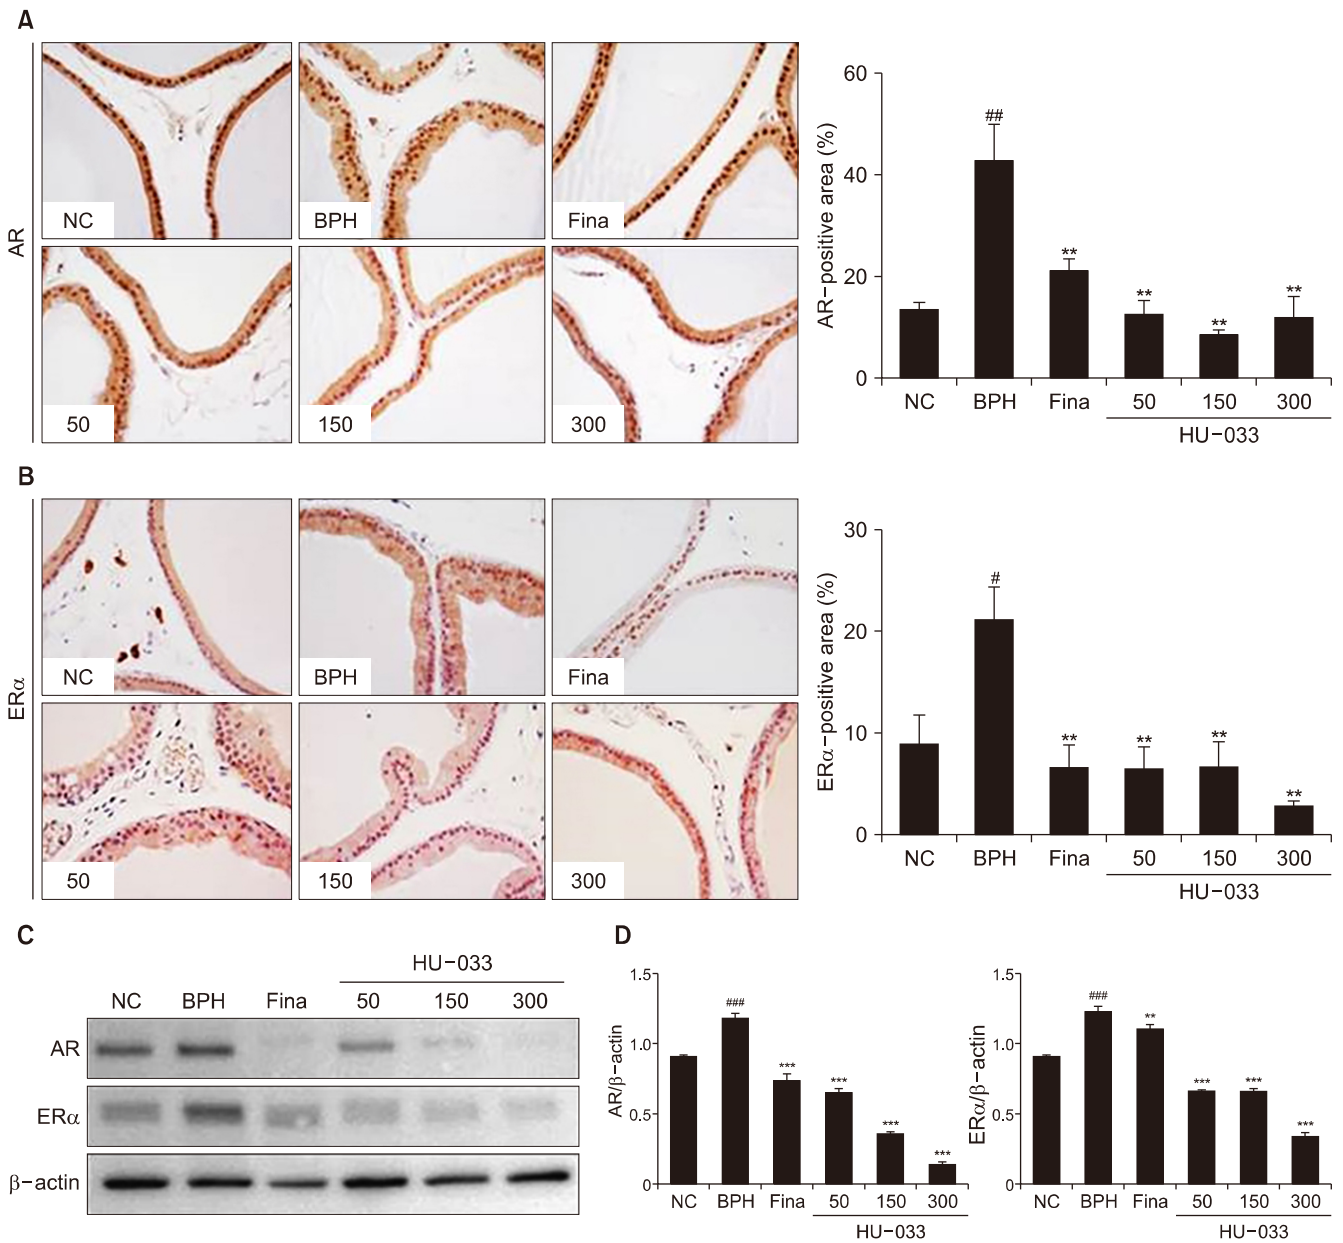 A
AR
NC
BPH
Fina
50
150
300
AR−positive area (%)
60
40
20
0
##
**
**
**
**
NC
BPH
Fina
50
150
300
HU−033
B
ERα
NC
BPH
Fina
50
150
300
ERα−positive area (%)
30
20
10
0
#
**
**
**
**
NC
BPH
Fina
50
150
300
HU−033
C
HU−033
NC
BPH
Fina
50
150
300
AR
ERα
β−actin
D
AR/β−actin
1.5
1.0
0.5
0
###
***
***
***
***
NC
BPH
Fina
50
150
300
HU−033
ERα/β−actin
1.5
1.0
0.5
0
###
**
***
***
***
NC
BPH
Fina
50
150
300
HU−033